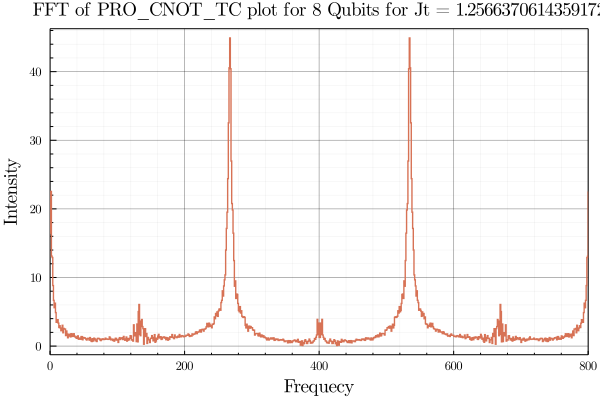 FFT of PRO_CNOT_TC plot for 8 Qubits for Jt = 1.2566370614359172
40
30
20
10
0
Intensity
0 200 400 600 800
Frequecy